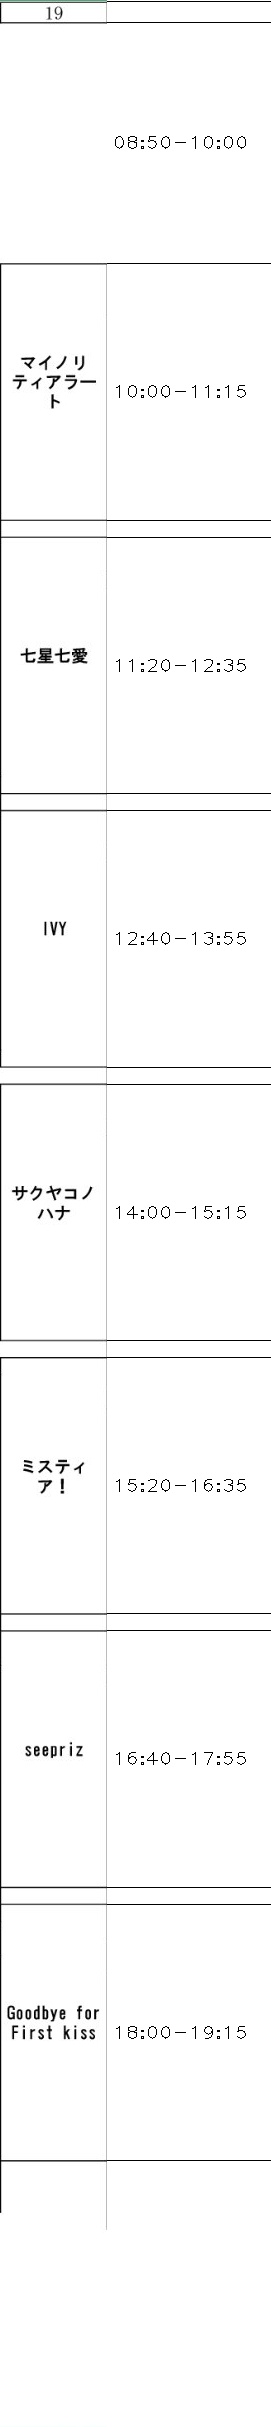 19
08:50-10:00
マイノリ
ティアラー
ト
10:00-11:15
七星七愛
11:20-12:35
IVY
12:40-13:55
サクヤコノ
ハナ
14:00-15:15
ミスティ
ア！
15:20-16:35
seepriz
16:40-17:55
Goodbye for
First kiss
18:00-19:15